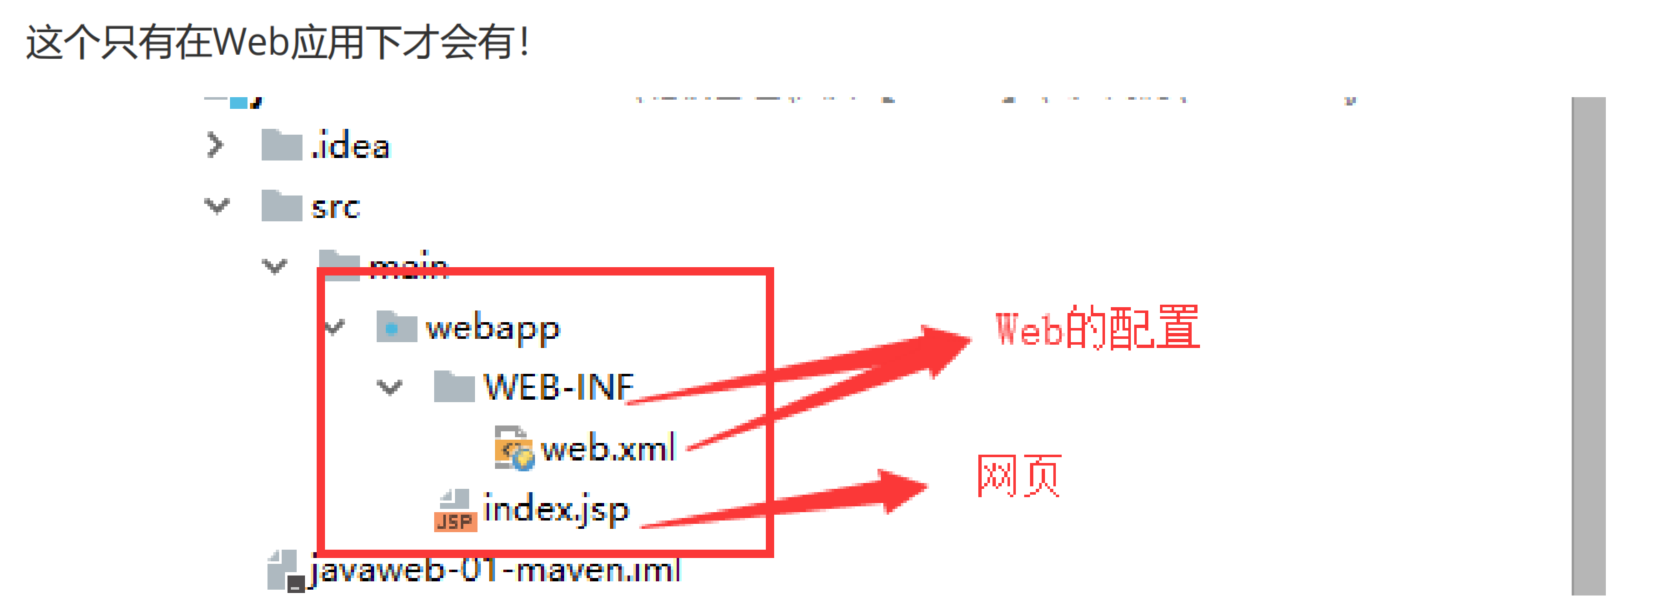 这个只有在Web应用下才会有！
.idea
src
main
webapp
Web的配置
WEB-INF
web.xml
网页
index.jsp
JSP
javaweb-01-maven.iml